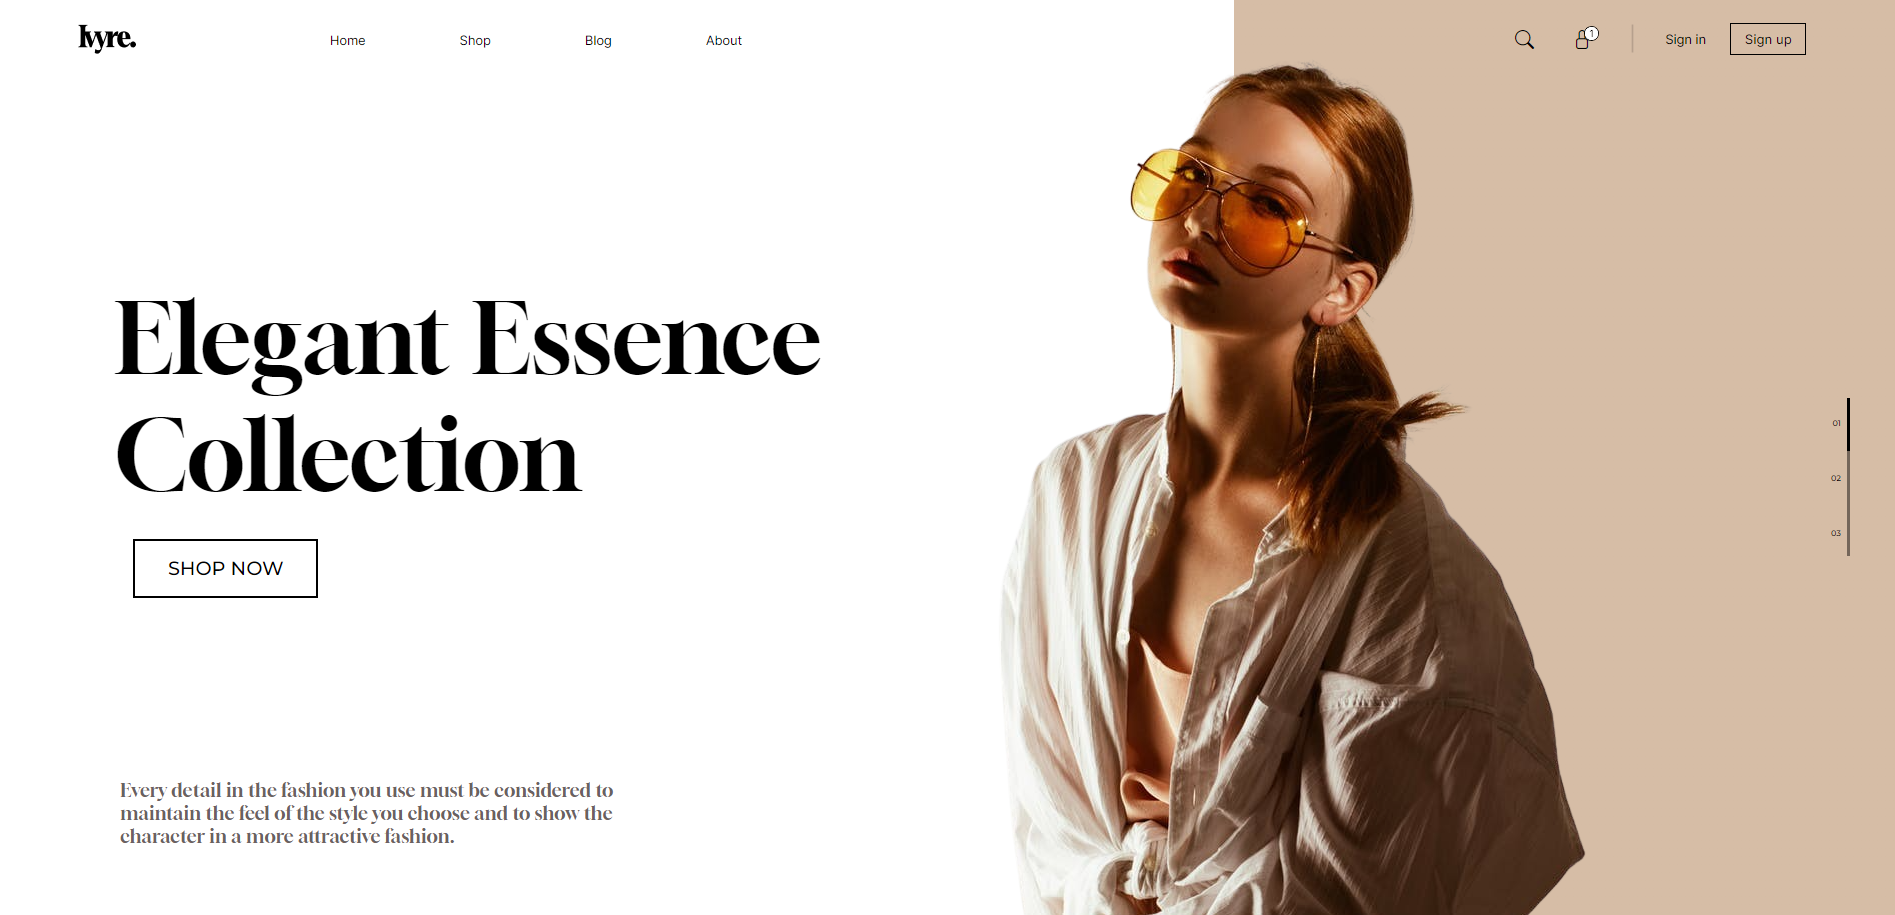 Ivyre.
Home
Shop
Blog
About
1
Sign in
Sign up
Elegant Essence
Collection
SHOP NOW
01
02
03
Every detail in the fashion you use must be considered to
maintain the feel of the style you choose and to show the
character in a more attractive fashion.